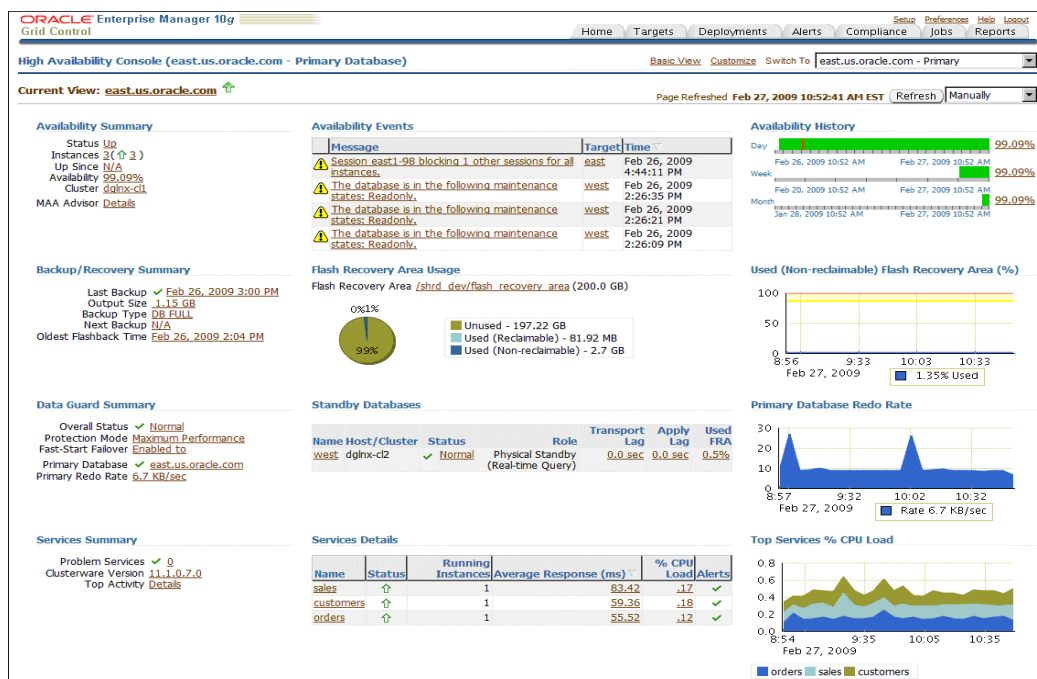 ORACLE Enterprise Manager 10g
Grid Control
Setup Preferences Help Logout
Home Targets Deployments Alerts Compliance Jobs Reports
High Availability Console (east.us.oracle.com - Primary Database)
Basic View Customize Switch To east.us.oracle.com - Primary
Current View: east.us.oracle.com
Page Refreshed Feb 27, 2009 10:52:41 AM EST Refresh Manually
Availability Summary
Status Up
Instances 3( 3 )
Up Since N/A
Availability 99.09%
Cluster dglnx-cl1
MAA Advisor Details
Availability Events
Message Target Time
Session east1-98 blocking 1 other sessions for all instances. east Feb 26, 2009 4:44:11 PM
The database is in the following maintenance states: Readonly. west Feb 26, 2009 2:26:35 PM
The database is in the following maintenance states: Readonly. west Feb 26, 2009 2:26:21 PM
The database is in the following maintenance states: Readonly. west Feb 26, 2009 2:26:09 PM
Availability History
Day 99.09%
Feb 26, 2009 10:52 AM Feb 27, 2009 10:52 AM
Week 99.09%
Feb 20, 2009 10:52 AM Feb 27, 2009 10:52 AM
Month 99.09%
Jan 28, 2009 10:52 AM Feb 27, 2009 10:52 AM
Backup/Recovery Summary
Last Backup Feb 26, 2009 3:00 PM
Output Size 1.15 GB
Backup Type DB FULL
Next Backup N/A
Oldest Flashback Time Feb 26, 2009 2:04 PM
Flash Recovery Area Usage
Flash Recovery Area /shrd_dev/flash_recovery_area (200.0 GB)
0%1%
99%
Unused - 197.22 GB
Used (Reclaimable) - 81.92 MB
Used (Non-reclaimable) - 2.7 GB
Used (Non-reclaimable) Flash Recovery Area (%)
100
50
0
8:56 9:33 10:03 10:33
Feb 27, 2009
1.35% Used
Data Guard Summary
Overall Status Normal
Protection Mode Maximum Performance
Fast-Start Failover Enabled to
Primary Database east.us.oracle.com
Primary Redo Rate 6.7 KB/sec
Standby Databases
Name Host/Cluster Status Role Transport Lag Apply Lag Used FRA
west dglnx-cl2 Normal Physical Standby (Real-time Query) 0.0 sec 0.0 sec 0.5%
Primary Database Redo Rate
30
20
10
0
8:57 9:32 10:02 10:32
Feb 27, 2009
Rate 6.7 KB/sec
Services Summary
Problem Services 0
Clusterware Version 11.1.0.7.0
Top Activity Details
Services Details
Name Status Running Instances Average Response (ms) % CPU Load Alerts
sales 1 83.42 .17
customers 1 59.36 .18
orders 1 55.52 .12
Top Services % CPU Load
0.8
0.6
0.4
0.2
0.0
8:54 9:35 10:05 10:35
Feb 27, 2009
orders sales customers